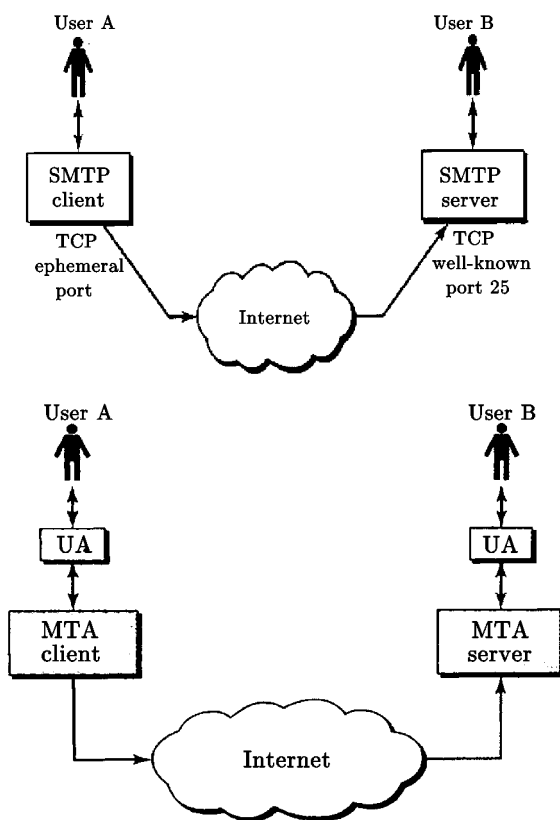 User A
User B
SMTP
client
SMTP
server
TCP
ephemeral
port
TCP
well-known
port 25
Internet
User A
User B
UA
UA
MTA
client
MTA
server
Internet